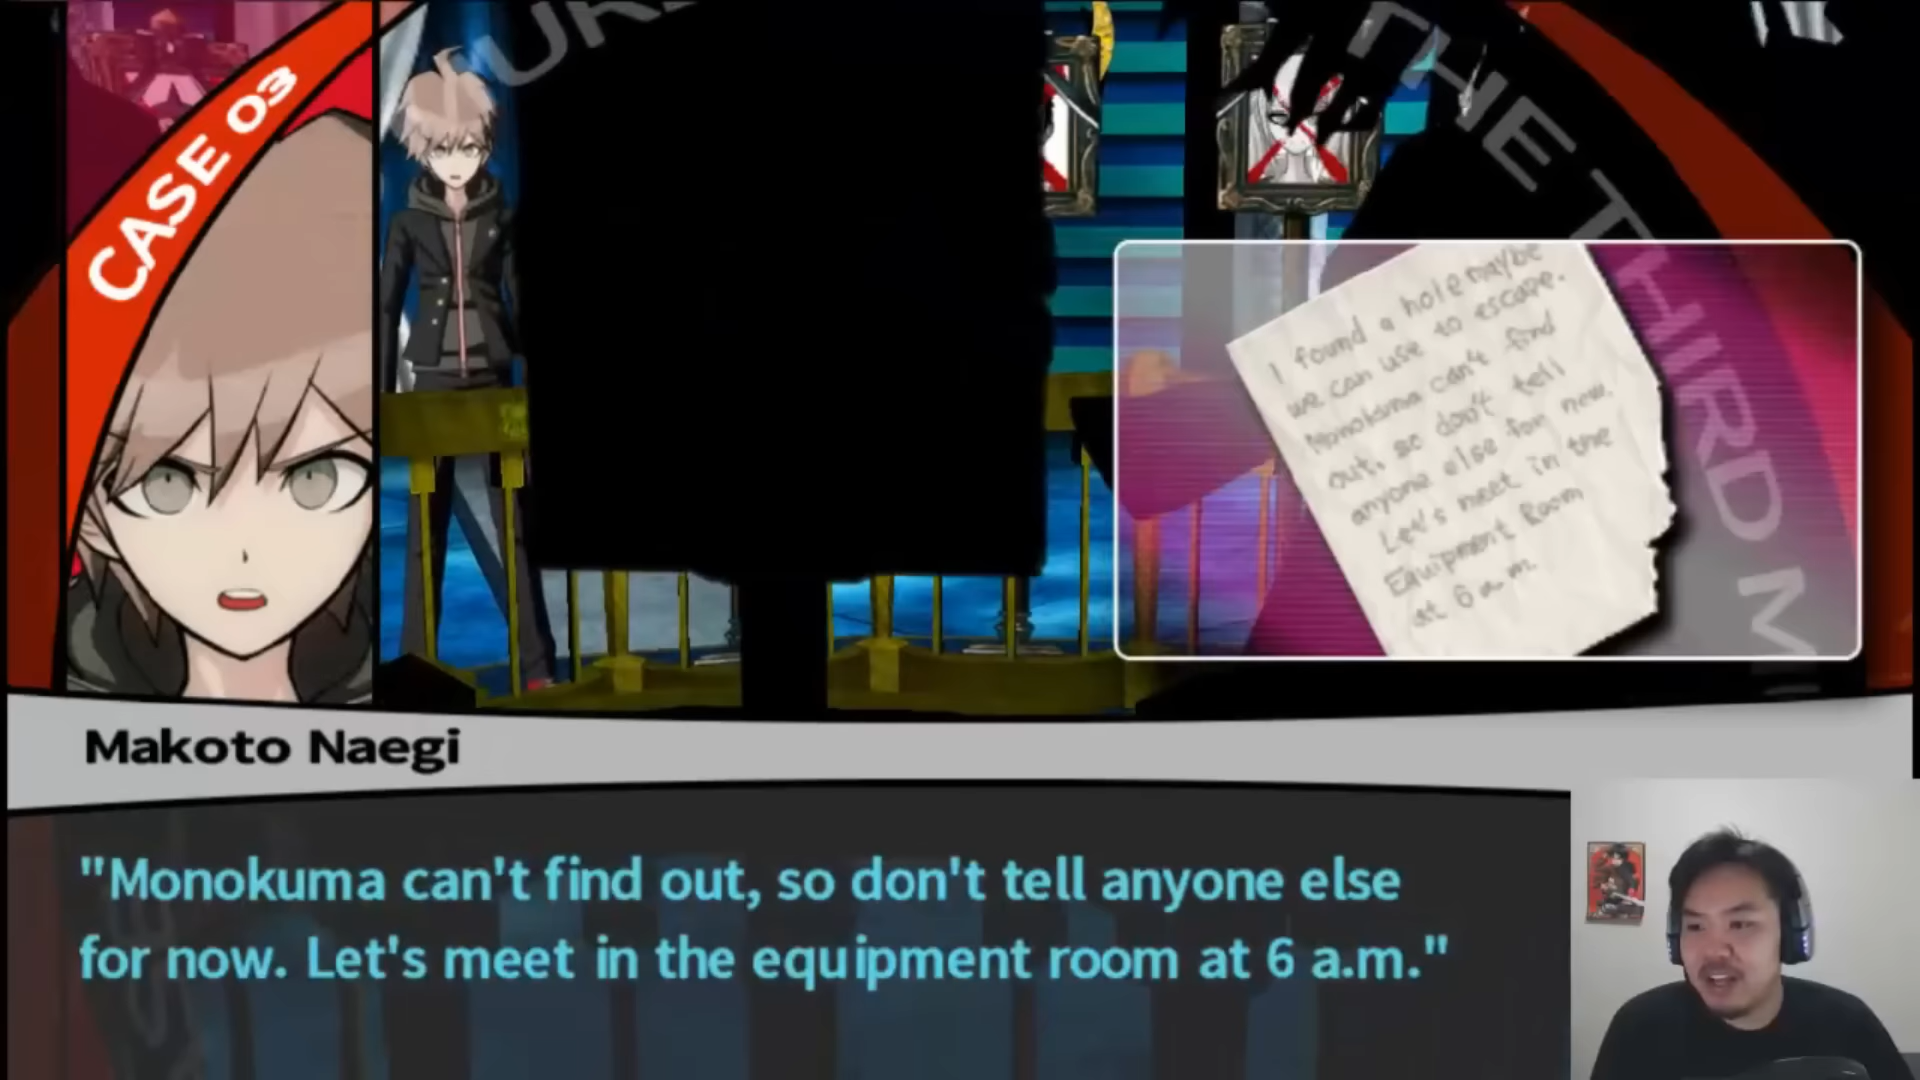 CASE 03
THE THIRD M
I found a hole maybe
we can use to escape.
Monokuma can't find
out, so don't tell
anyone else for now.
Let's meet in the
Equipment Room
at 6 a.m.
Makoto Naegi
"Monokuma can't find out, so don't tell anyone else
for now. Let's meet in the equipment room at 6 a.m."